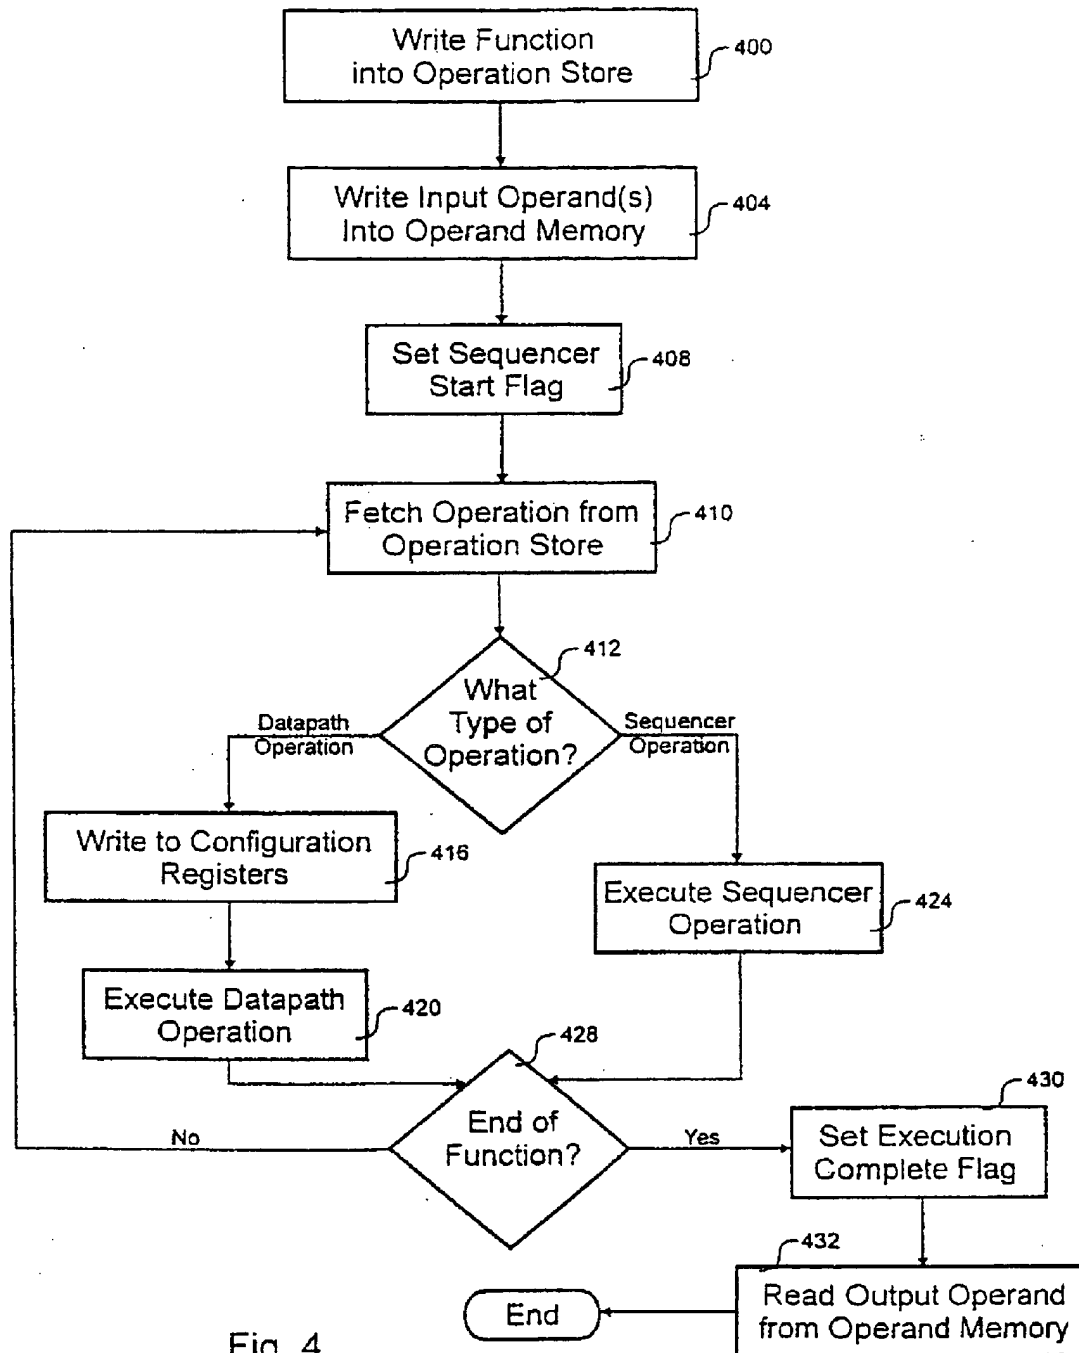 Write Function
into Operation Store
400
Write Input Operand(s)
Into Operand Memory
404
Set Sequencer
Start Flag
408
Fetch Operation from
Operation Store
410
412
What
Type of
Operation?
Datapath
Operation
Sequencer
Operation
Write to Configuration
Registers
416
Execute Sequencer
Operation
424
Execute Datapath
Operation
420
428
End of
Function?
No
Yes
430
Set Execution
Complete Flag
432
Read Output Operand
from Operand Memory
End
Fig. 4